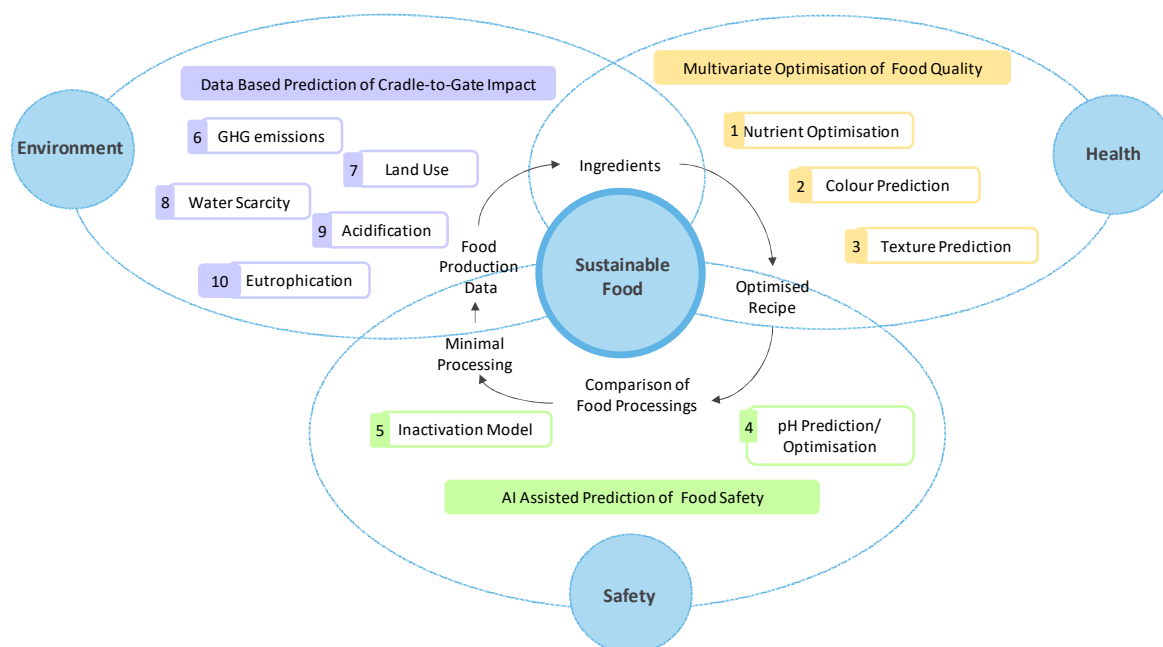 Data Based Prediction of Cradle-to-Gate Impact
Multivariate Optimisation of Food Quality
Environment
Health
6 GHG emissions
7 Land Use
8 Water Scarcity
9 Acidification
10 Eutrophication
1 Nutrient Optimisation
2 Colour Prediction
3 Texture Prediction
Ingredients
Food
Production
Data
Sustainable
Food
Optimised
Recipe
Minimal
Processing
Comparison of
Food Processings
5 Inactivation Model
4 pH Prediction/
Optimisation
AI Assisted Prediction of Food Safety
Safety